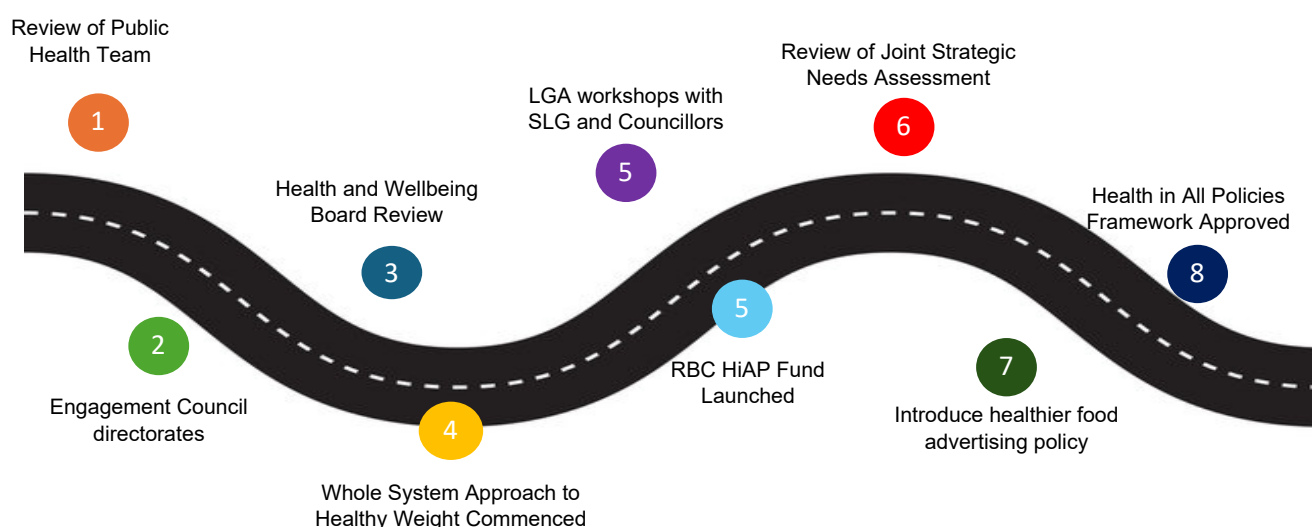 Review of Public
Health Team
1
2
Engagement Council
directorates
Health and Wellbeing
Board Review
3
4
Whole System Approach to
Healthy Weight Commenced
LGA workshops with
SLG and Councillors
5
5
RBC HiAP Fund
Launched
Review of Joint Strategic
Needs Assessment
6
7
Introduce healthier food
advertising policy
Health in All Policies
Framework Approved
8